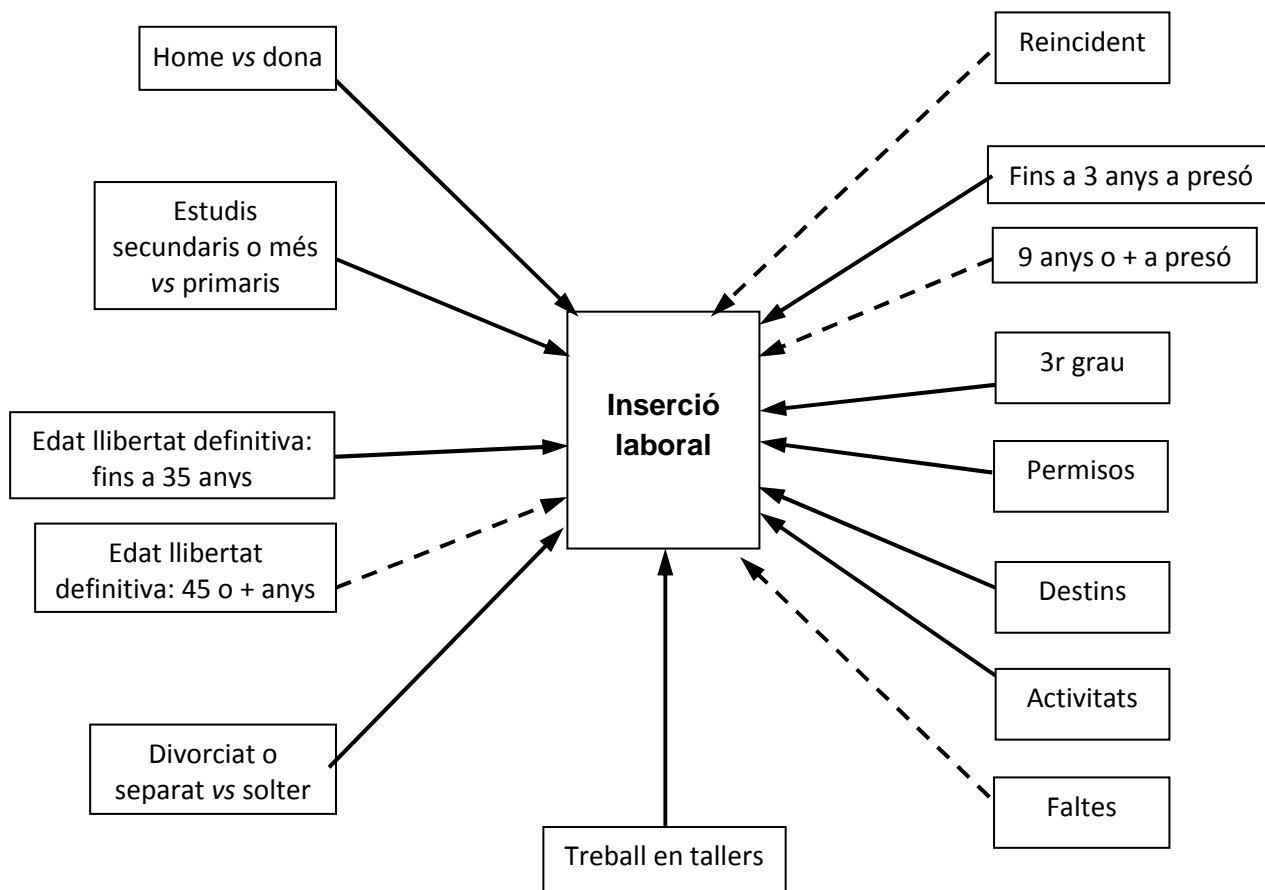 Home vs dona
Estudis
secundaris o més
vs primaris
Edat llibertat definitiva:
fins a 35 anys
Edat llibertat
definitiva: 45 o + anys
Divorciat o
separat vs solter
Inserció
laboral
Treball en tallers
Reincident
Fins a 3 anys a presó
9 anys o + a presó
3r grau
Permisos
Destins
Activitats
Faltes